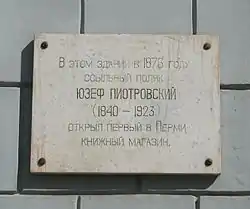 В ЭТОМ ЗДАНИИ В 1876 ГОДУ
ССЫЛЬНЫЙ ПОЛЯК
ЮЗЕФ ПИОТРОВСКИЙ
(1840 – 1923)
ОТКРЫЛ ПЕРВЫЙ В ПЕРМИ
КНИЖНЫЙ МАГАЗИН.